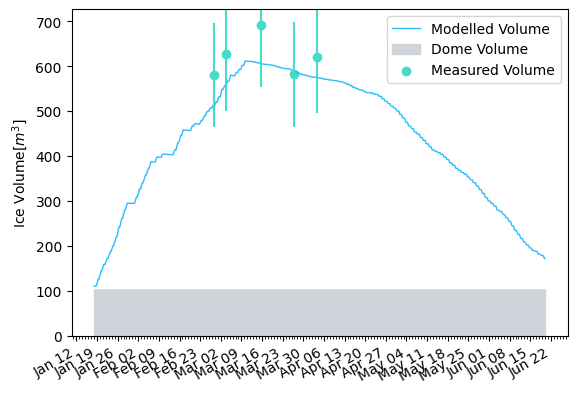 700
600
500
400
300
200
100
0
Ice Volume[m³]
Modelled Volume
Dome Volume
Measured Volume
Jan 12
Jan 19
Jan 26
Feb 02
Feb 09
Feb 16
Feb 23
Mar 02
Mar 09
Mar 16
Mar 23
Mar 30
Apr 06
Apr 13
Apr 20
Apr 27
May 04
May 11
May 18
May 25
Jun 01
Jun 08
Jun 15
Jun 22